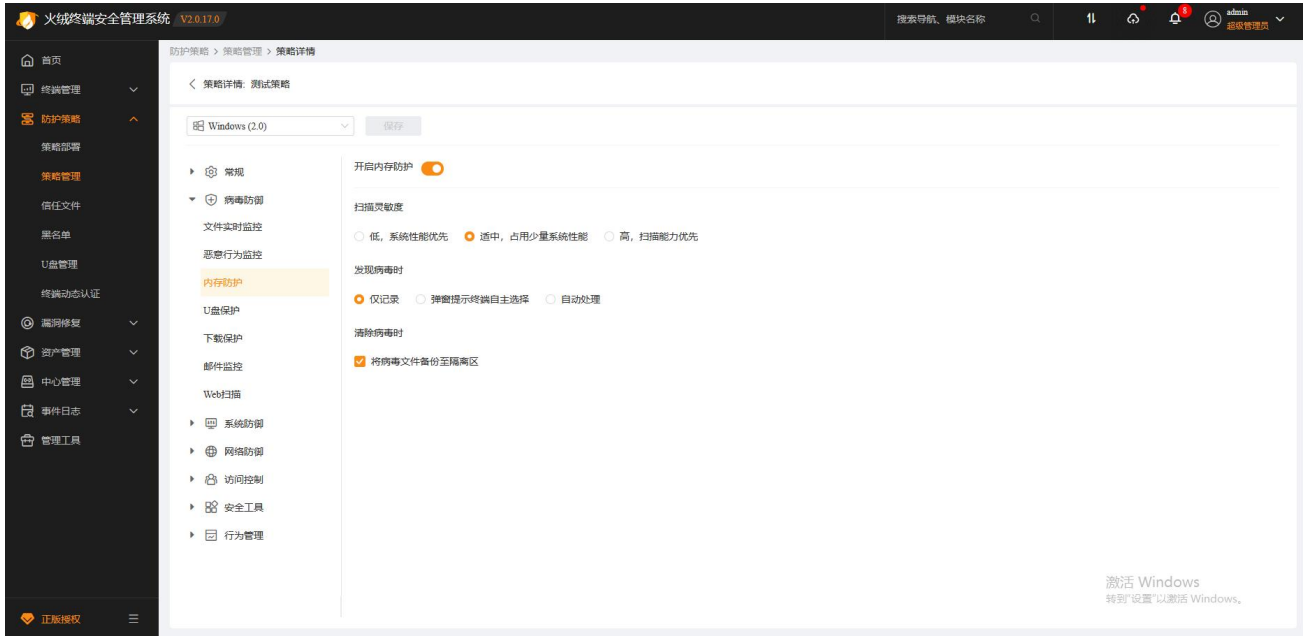 火绒终端安全管理系统 V2.0.17.0
搜索导航、模块名称
8
admin
超级管理员
首页
终端管理
防护策略
策略部署
策略管理
信任文件
黑名单
U盘管理
终端动态认证
漏洞修复
资产管理
中心管理
事件日志
管理工具
正版授权
防护策略 > 策略管理 > 策略详情
策略详情: 测试策略
Windows (2.0)
保存
常规
病毒防御
文件实时监控
恶意行为监控
内存防护
U盘保护
下载保护
邮件监控
Web扫描
系统防御
网络防御
访问控制
安全工具
行为管理
开启内存防护
扫描灵敏度
低，系统性能优先 适中，占用少量系统性能 高，扫描能力优先
发现病毒时
仅记录 弹窗提示终端自主选择 自动处理
清除病毒时
将病毒文件备份至隔离区
激活 Windows
转到"设置"以激活 Windows。